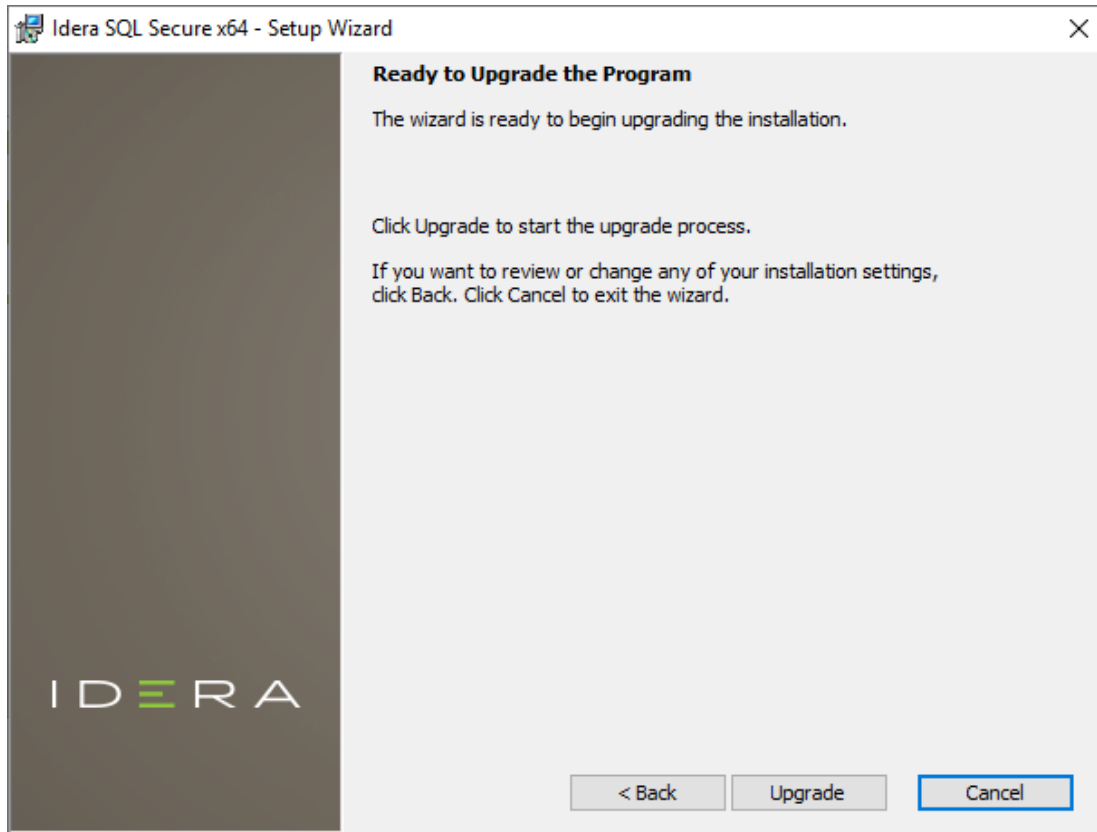 Idera SQL Secure x64 - Setup Wizard
Ready to Upgrade the Program
The wizard is ready to begin upgrading the installation.
Click Upgrade to start the upgrade process.
If you want to review or change any of your installation settings,
click Back. Click Cancel to exit the wizard.
IDERA
< Back
Upgrade
Cancel